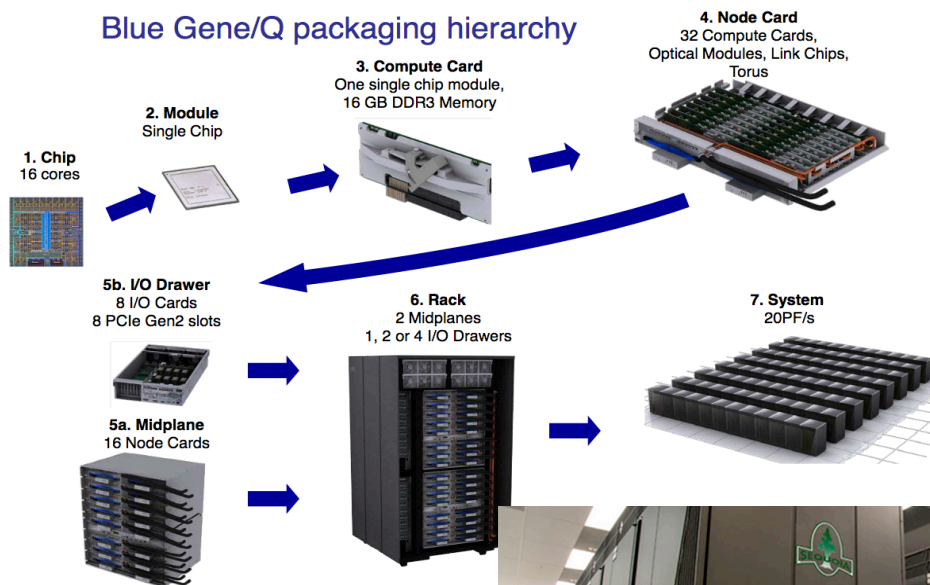 Blue Gene/Q packaging hierarchy
1. Chip
16 cores
2. Module
Single Chip
3. Compute Card
One single chip module,
16 GB DDR3 Memory
4. Node Card
32 Compute Cards,
Optical Modules, Link Chips,
Torus
5b. I/O Drawer
8 I/O Cards
8 PCIe Gen2 slots
5a. Midplane
16 Node Cards
6. Rack
2 Midplanes
1, 2 or 4 I/O Drawers
7. System
20PF/s
SEQUOIA